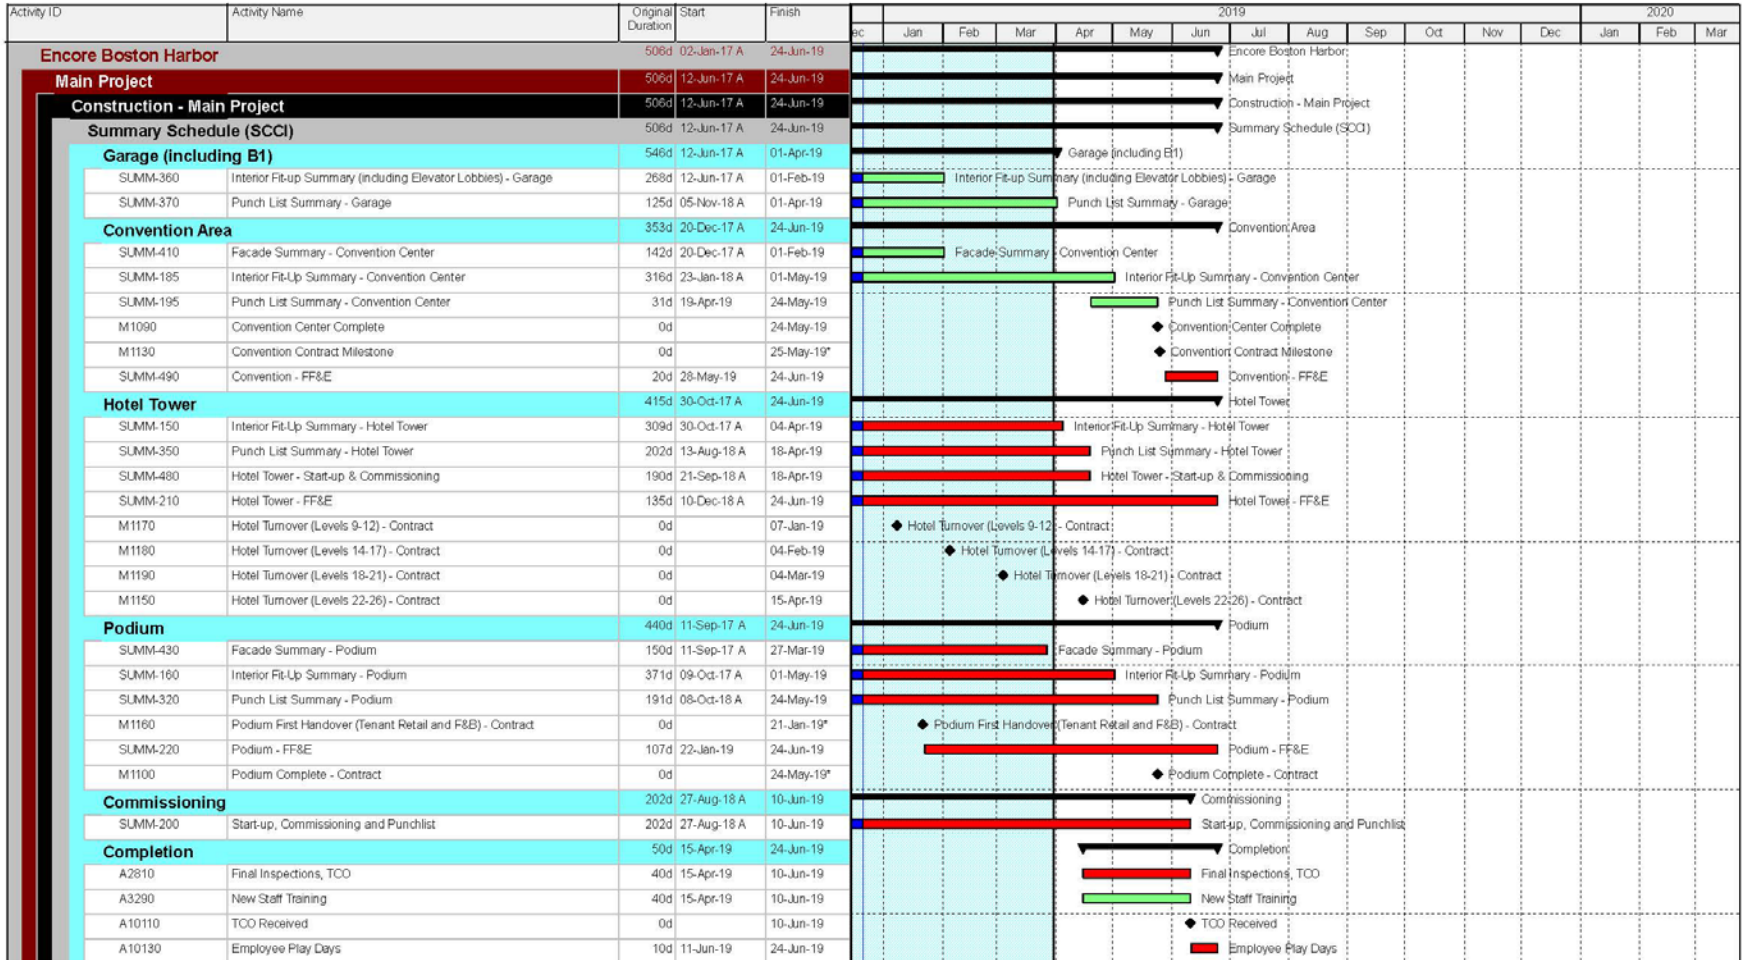 Activity ID Activity Name Original Duration Start Finish 2019 2020
ec Jan Feb Mar Apr May Jun Jul Aug Sep Oct Nov Dec Jan Feb Mar
Encore Boston Harbor 506d 02-Jan-17 A 24-Jun-19 Encore Boston Harbor
Main Project 506d 12-Jun-17 A 24-Jun-19 Main Project
Construction - Main Project 506d 12-Jun-17 A 24-Jun-19 Construction - Main Project
Summary Schedule (SCCI) 506d 12-Jun-17 A 24-Jun-19 Summary Schedule (SCCI)
Garage (including B1) 546d 12-Jun-17 A 01-Apr-19 Garage (including B1)
SUMM-360 Interior Fit-up Summary (including Elevator Lobbies) - Garage 268d 12-Jun-17 A 01-Feb-19 Interior Fit-up Summary (including Elevator Lobbies) - Garage
SUMM-370 Punch List Summary - Garage 125d 05-Nov-18 A 01-Apr-19 Punch List Summary - Garage
Convention Area 353d 20-Dec-17 A 24-Jun-19 Convention Area
SUMM-410 Facade Summary - Convention Center 142d 20-Dec-17 A 01-Feb-19 Facade Summary - Convention Center
SUMM-185 Interior Fit-Up Summary - Convention Center 316d 23-Jan-18 A 01-May-19 Interior Fit-Up Summary - Convention Center
SUMM-195 Punch List Summary - Convention Center 31d 19-Apr-19 24-May-19 Punch List Summary - Convention Center
M1090 Convention Center Complete 0d 24-May-19 Convention Center Complete
M1130 Convention Contract Milestone 0d 25-May-19* Convention Contract Milestone
SUMM-490 Convention - FF&E 20d 28-May-19 24-Jun-19 Convention - FF&E
Hotel Tower 415d 30-Oct-17 A 24-Jun-19 Hotel Tower
SUMM-150 Interior Fit-Up Summary - Hotel Tower 309d 30-Oct-17 A 04-Apr-19 Interior Fit-Up Summary - Hotel Tower
SUMM-350 Punch List Summary - Hotel Tower 202d 13-Aug-18 A 18-Apr-19 Punch List Summary - Hotel Tower
SUMM-480 Hotel Tower - Start-up & Commissioning 190d 21-Sep-18 A 18-Apr-19 Hotel Tower - Start-up & Commissioning
SUMM-210 Hotel Tower - FF&E 135d 10-Dec-18 A 24-Jun-19 Hotel Tower - FF&E
M1170 Hotel Turnover (Levels 9-12) - Contract 0d 07-Jan-19 Hotel Turnover (Levels 9-12) - Contract
M1180 Hotel Turnover (Levels 14-17) - Contract 0d 04-Feb-19 Hotel Turnover (Levels 14-17) - Contract
M1190 Hotel Turnover (Levels 18-21) - Contract 0d 04-Mar-19 Hotel Turnover (Levels 18-21) - Contract
M1150 Hotel Turnover (Levels 22-26) - Contract 0d 15-Apr-19 Hotel Turnover (Levels 22-26) - Contract
Podium 440d 11-Sep-17 A 24-Jun-19 Podium
SUMM-430 Facade Summary - Podium 150d 11-Sep-17 A 27-Mar-19 Facade Summary - Podium
SUMM-160 Interior Fit-Up Summary - Podium 371d 09-Oct-17 A 01-May-19 Interior Fit-Up Summary - Podium
SUMM-320 Punch List Summary - Podium 191d 08-Oct-18 A 24-May-19 Punch List Summary - Podium
M1160 Podium First Handover (Tenant Retail and F&B) - Contract 0d 21-Jan-19* Podium First Handover (Tenant Retail and F&B) - Contract
SUMM-220 Podium - FF&E 107d 22-Jan-19 24-Jun-19 Podium - FF&E
M1100 Podium Complete - Contract 0d 24-May-19* Podium Complete - Contract
Commissioning 202d 27-Aug-18 A 10-Jun-19 Commissioning
SUMM-200 Start-up, Commissioning and Punchlist 202d 27-Aug-18 A 10-Jun-19 Start-up, Commissioning and Punchlist
Completion 50d 15-Apr-19 24-Jun-19 Completion
A2810 Final Inspections, TCO 40d 15-Apr-19 10-Jun-19 Final Inspections, TCO
A3290 New Staff Training 40d 15-Apr-19 10-Jun-19 New Staff Training
A10110 TCO Received 0d 10-Jun-19 TCO Received
A10130 Employee Play Days 10d 11-Jun-19 24-Jun-19 Employee Play Days